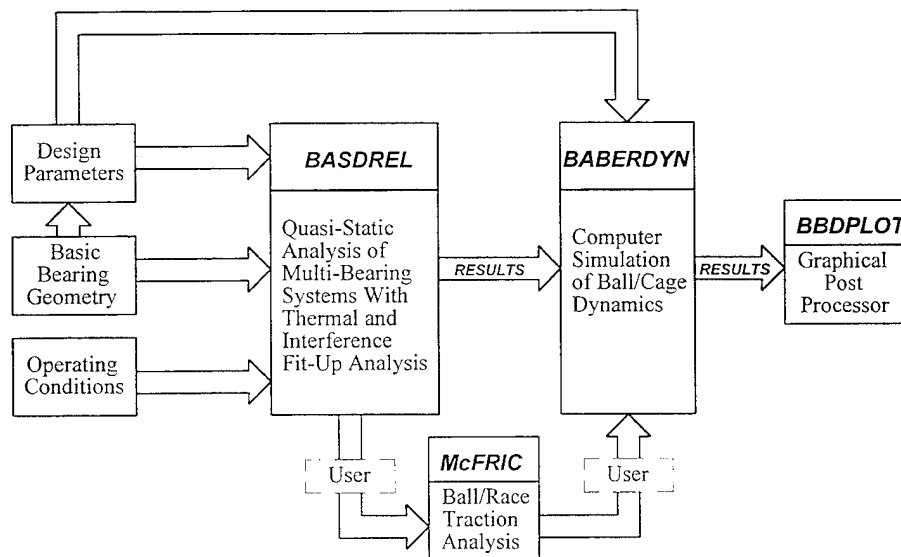 Design
Parameters
Basic
Bearing
Geometry
Operating
Conditions
BASDREL
Quasi-Static
Analysis of
Multi-Bearing
Systems With
Thermal and
Interference
Fit-Up Analysis
RESULTS
User
McFRIC
Ball/Race
Traction
Analysis
User
BABERDYN
Computer
Simulation
of Ball/Cage
Dynamics
RESULTS
BBDPLOT
Graphical
Post
Processor